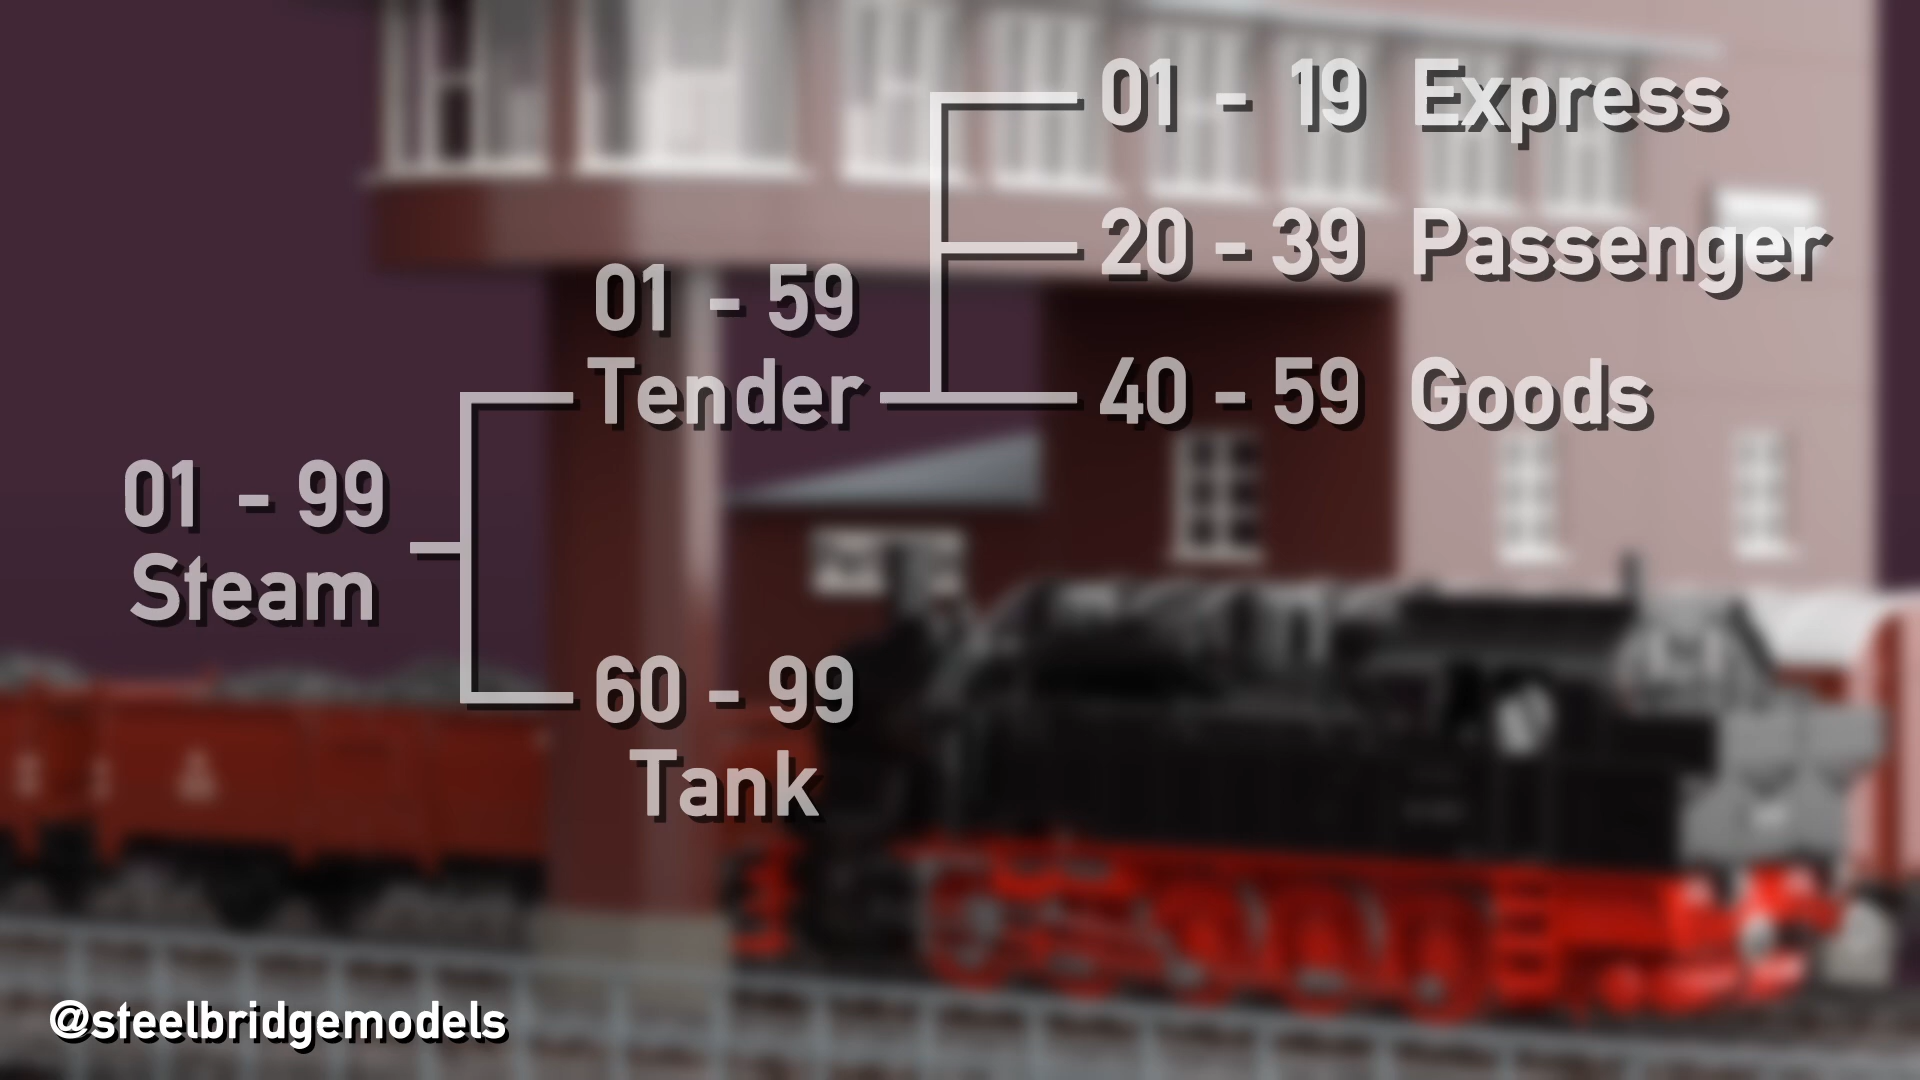 01 - 19 Express
20 - 39 Passenger
01 - 59
Tender
40 - 59 Goods
01 - 99
Steam
60 - 99
Tank
@steelbridgemodels